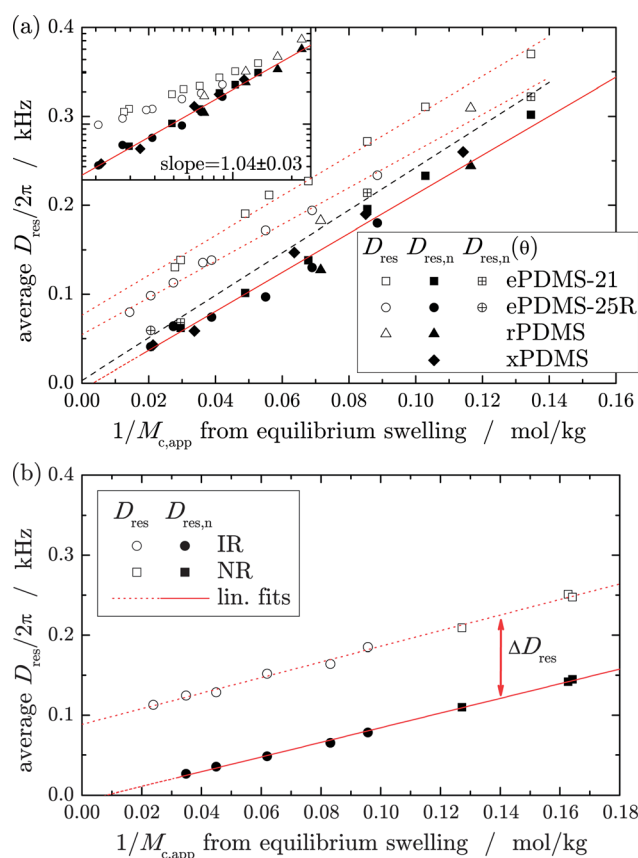 (a)
0.4
0.3
0.2
0.1
0.0
average D_res/2π / kHz
slope=1.04±0.03
D_res D_res,n D_res,n(θ)
ePDMS-21
ePDMS-25R
rPDMS
xPDMS
0.00 0.02 0.04 0.06 0.08 0.10 0.12 0.14 0.16
1/M_c,app from equilibrium swelling / mol/kg
(b)
0.4
0.3
0.2
0.1
0.0
average D_res/2π / kHz
D_res D_res,n
IR
NR
lin. fits
ΔD_res
0.00 0.02 0.04 0.06 0.08 0.10 0.12 0.14 0.16 0.18
1/M_c,app from equilibrium swelling / mol/kg